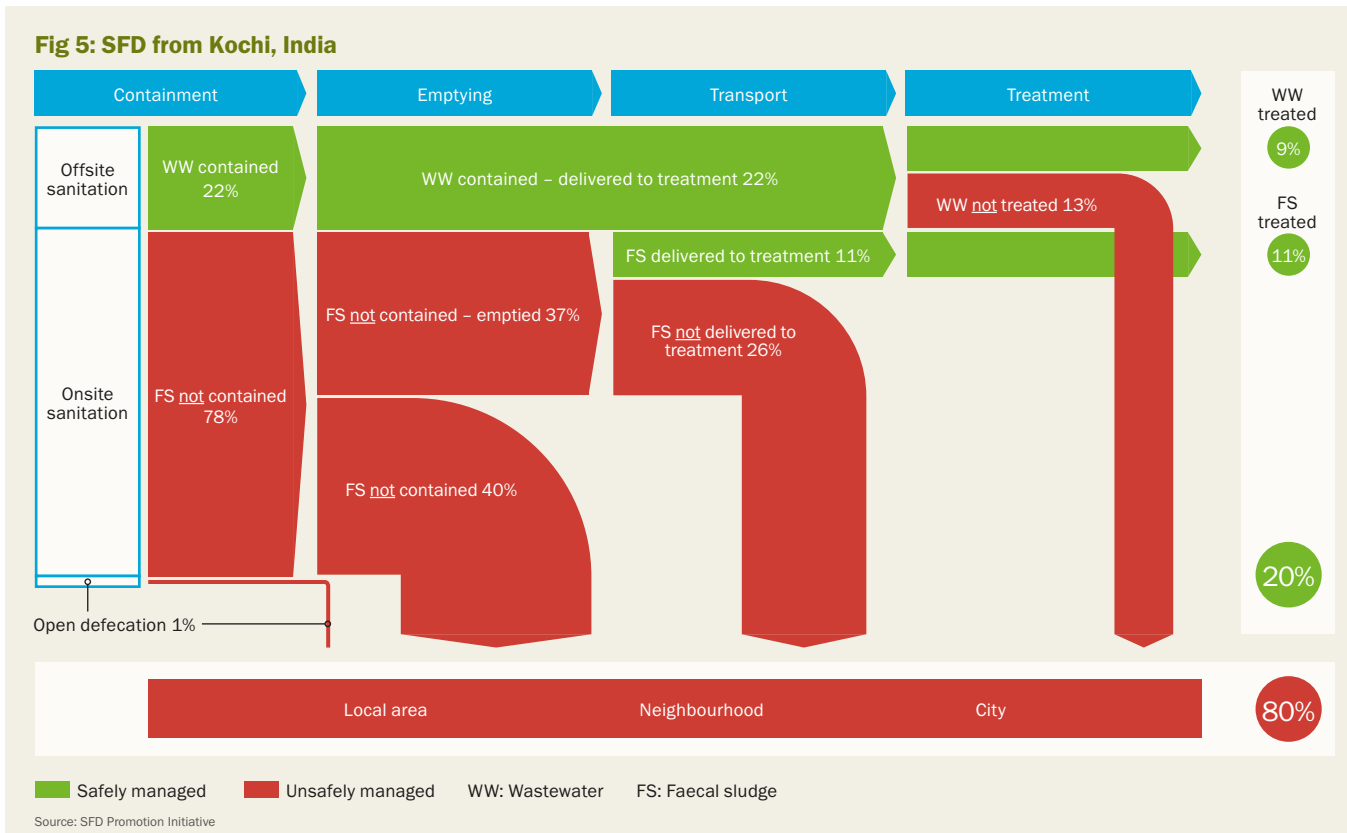 Fig 5: SFD from Kochi, India
Containment
Emptying
Transport
Treatment
WW
treated
9%
FS
treated
11%
20%
Offsite
sanitation
WW contained
22%
WW contained – delivered to treatment 22%
WW not treated 13%
FS delivered to treatment 11%
Onsite
sanitation
FS not contained
78%
FS not contained – emptied 37%
FS not delivered to
treatment 26%
FS not contained 40%
Open defecation 1%
Local area
Neighbourhood
City
80%
Safely managed
Unsafely managed
WW: Wastewater
FS: Faecal sludge
Source: SFD Promotion Initiative